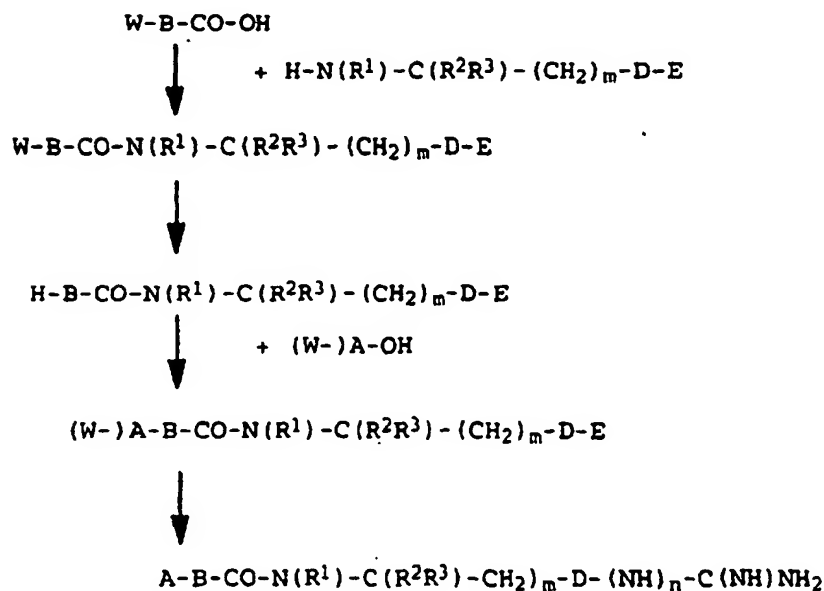 W-B-CO-OH
+ H-N(R¹)-C(R²R³)-(CH₂)ₘ-D-E
W-B-CO-N(R¹)-C(R²R³)-(CH₂)ₘ-D-E
H-B-CO-N(R¹)-C(R²R³)-(CH₂)ₘ-D-E
+ (W-)A-OH
(W-)A-B-CO-N(R¹)-C(R²R³)-(CH₂)ₘ-D-E
A-B-CO-N(R¹)-C(R²R³)-CH₂)ₘ-D-(NH)ₙ-C(NH)NH₂